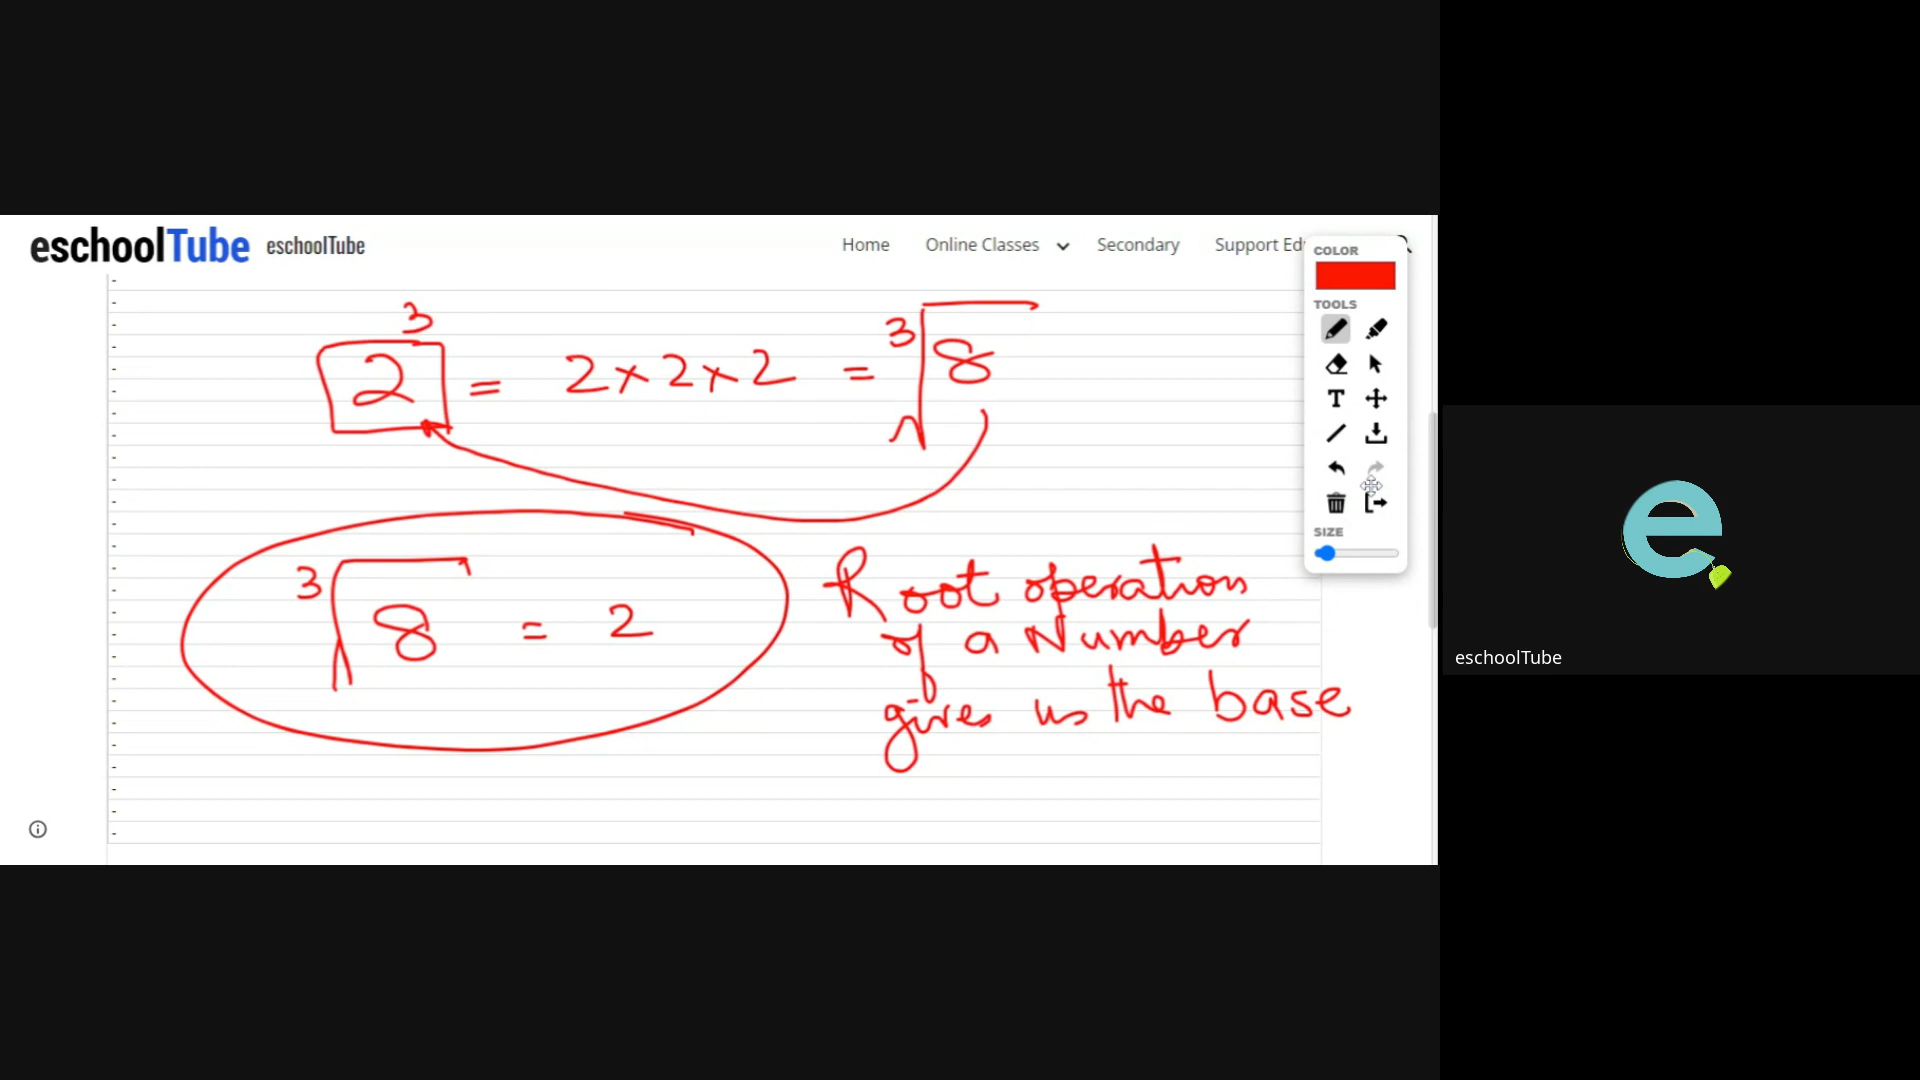 eschoolTube eschoolTube Home Online Classes Secondary Support Ed
COLOR
TOOLS
SIZE
2³ = 2×2×2 = ∛8
∛8 = 2
Root operation
of a Number
gives us the base
eschoolTube